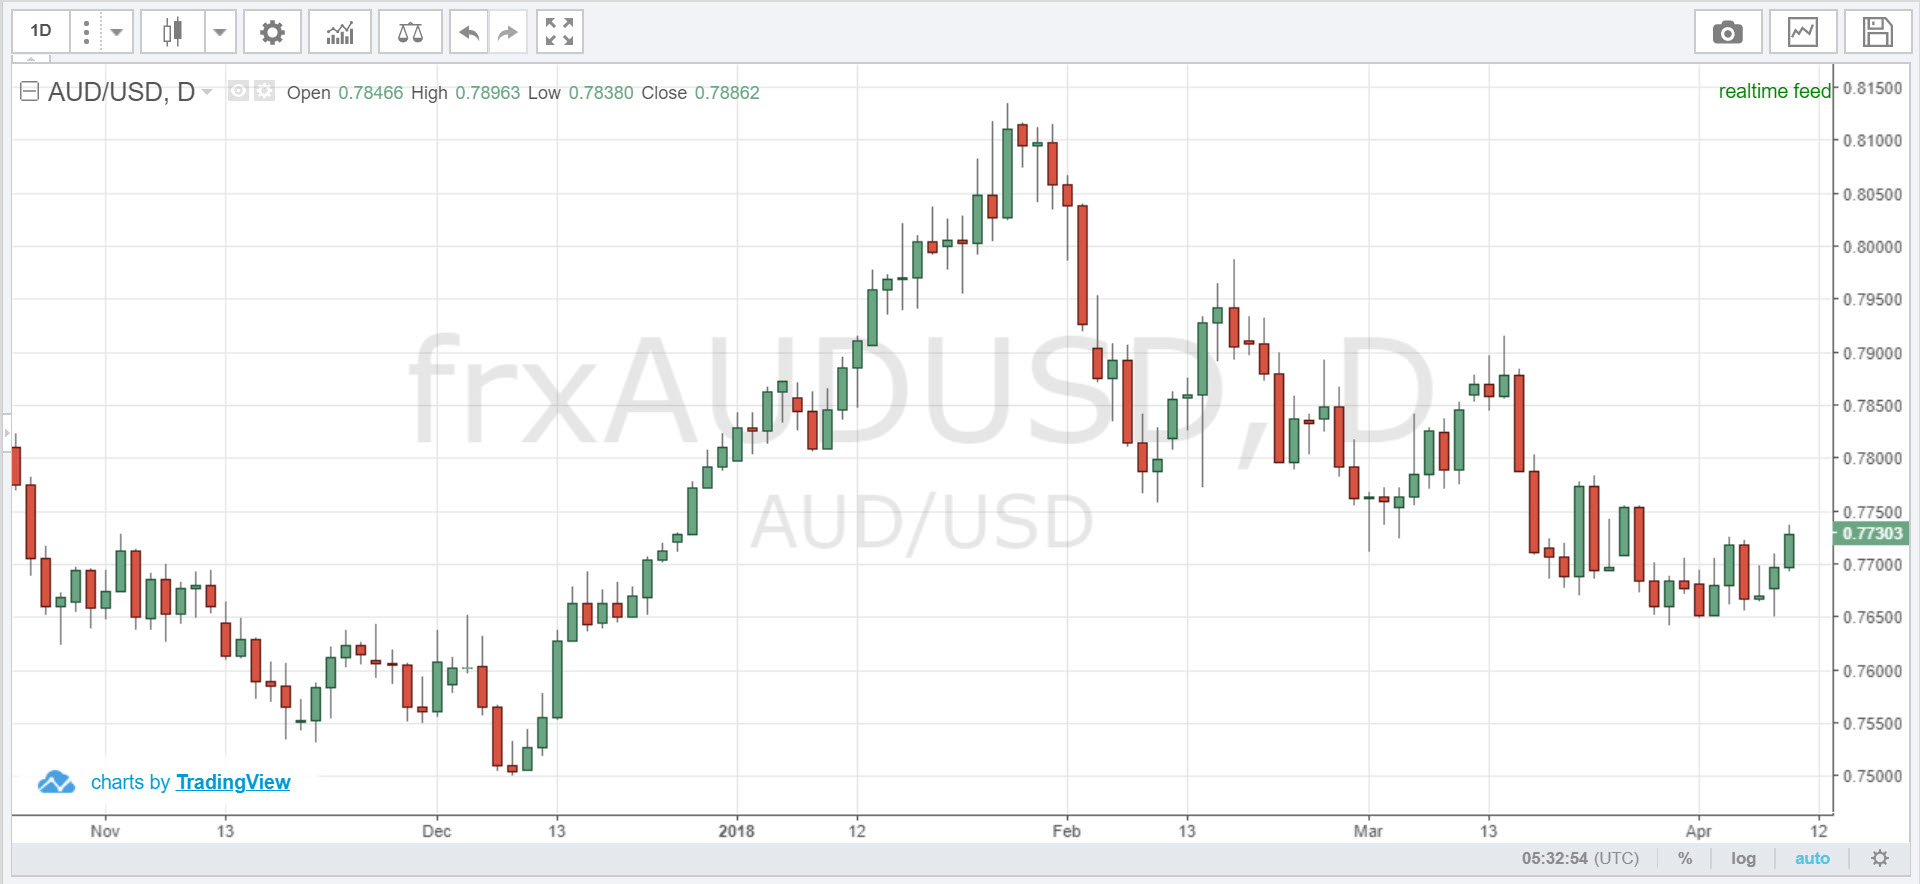 1D
AUD/USD, D Open 0.78466 High 0.78963 Low 0.78380 Close 0.78862
realtime feed
0.81500
0.81000
0.80500
0.80000
0.79500
0.79000
0.78500
0.78000
0.77500
0.77303
0.77000
0.76500
0.76000
0.75500
0.75000
frxAUDUSD, D
AUD/USD
charts by TradingView
Nov 13 Dec 13 2018 12 Feb 13 Mar 13 Apr 12
05:32:54 (UTC) % log auto